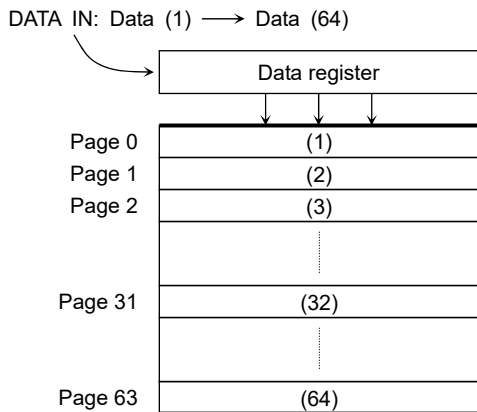 DATA IN: Data (1) ⟶ Data (64)
Data register
Page 0 (1)
Page 1 (2)
Page 2 (3)
Page 31 (32)
Page 63 (64)